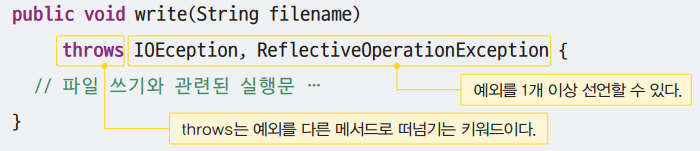 public void write(String filename)
throws IOEception, ReflectiveOperationException {
// 파일 쓰기와 관련된 실행문 …
예외를 1개 이상 선언할 수 있다.
}
throws는 예외를 다른 메서드로 떠넘기는 키워드이다.